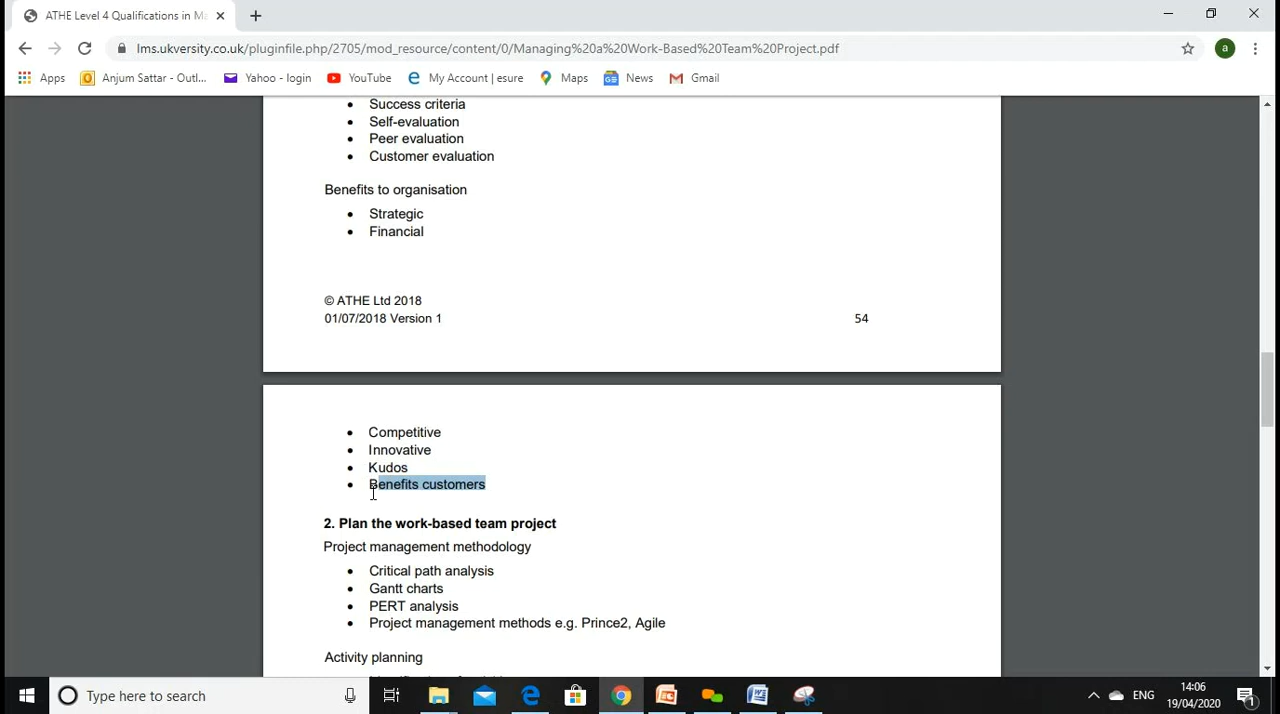 ATHE Level 4 Qualifications in Ma
lms.ukversity.co.uk/pluginfile.php/2705/mod_resource/content/0/Managing%20a%20Work-Based%20Team%20Project.pdf
a
Apps
Anjum Sattar - Outl...
Yahoo - login
YouTube
My Account | esure
Maps
News
Gmail
• Success criteria
• Self-evaluation
• Peer evaluation
• Customer evaluation
Benefits to organisation
• Strategic
• Financial
© ATHE Ltd 2018
01/07/2018 Version 1
54
• Competitive
• Innovative
• Kudos
• Benefits customers
2. Plan the work-based team project
Project management methodology
• Critical path analysis
• Gantt charts
• PERT analysis
• Project management methods e.g. Prince2, Agile
Activity planning
Type here to search
ENG
14:06
19/04/2020
1